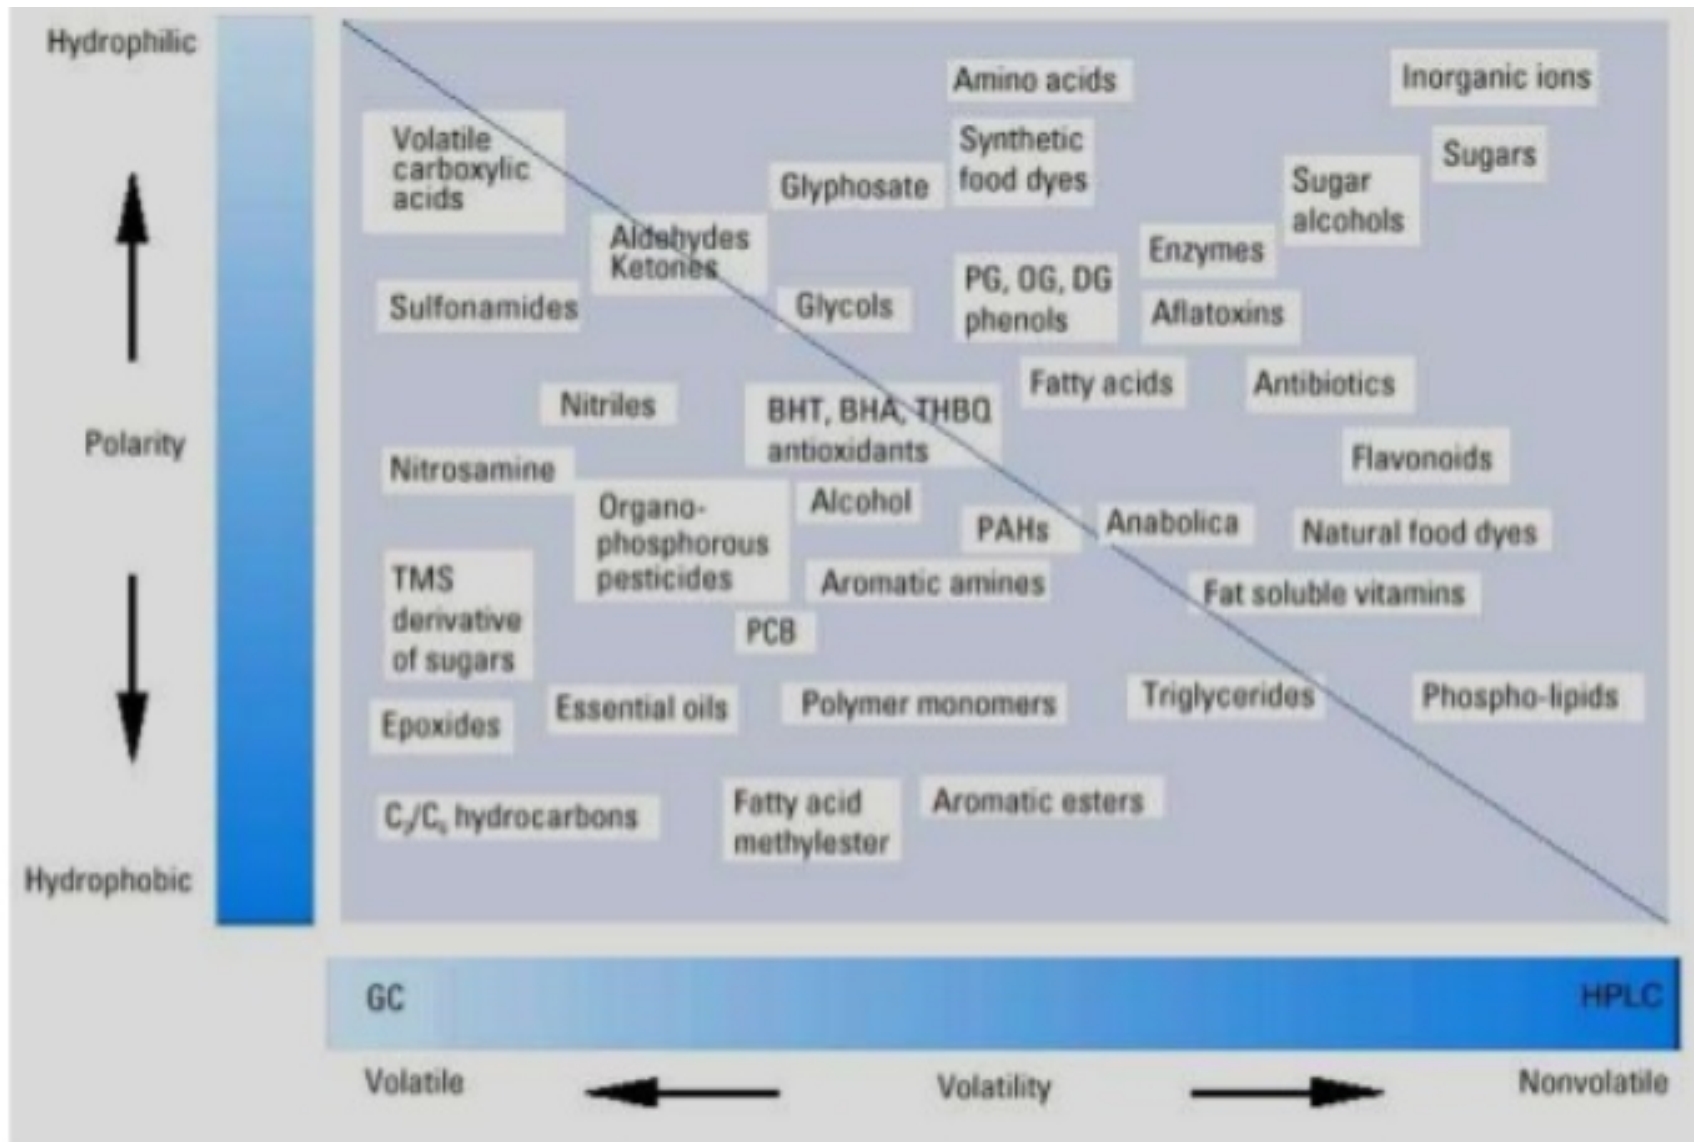 Hydrophilic
Polarity
Hydrophobic
Amino acids
Inorganic ions
Volatile
carboxylic
acids
Synthetic
food dyes
Sugars
Glyphosate
Sugar
alcohols
Aldehydes
Ketones
Enzymes
Sulfonamides
Glycols
PG, OG, DG
phenols
Aflatoxins
Nitriles
BHT, BHA, THBQ
antioxidants
Fatty acids
Antibiotics
Nitrosamine
Flavonoids
Organo-
phosphorous
pesticides
Alcohol
PAHs
Anabolica
Natural food dyes
TMS
derivative
of sugars
Aromatic amines
Fat soluble vitamins
PCB
Epoxides
Essential oils
Polymer monomers
Triglycerides
Phospho-lipids
hydrocarbons
Fatty acid
methylester
Aromatic esters
GC
HPLC
Volatile
Volatility
Nonvolatile